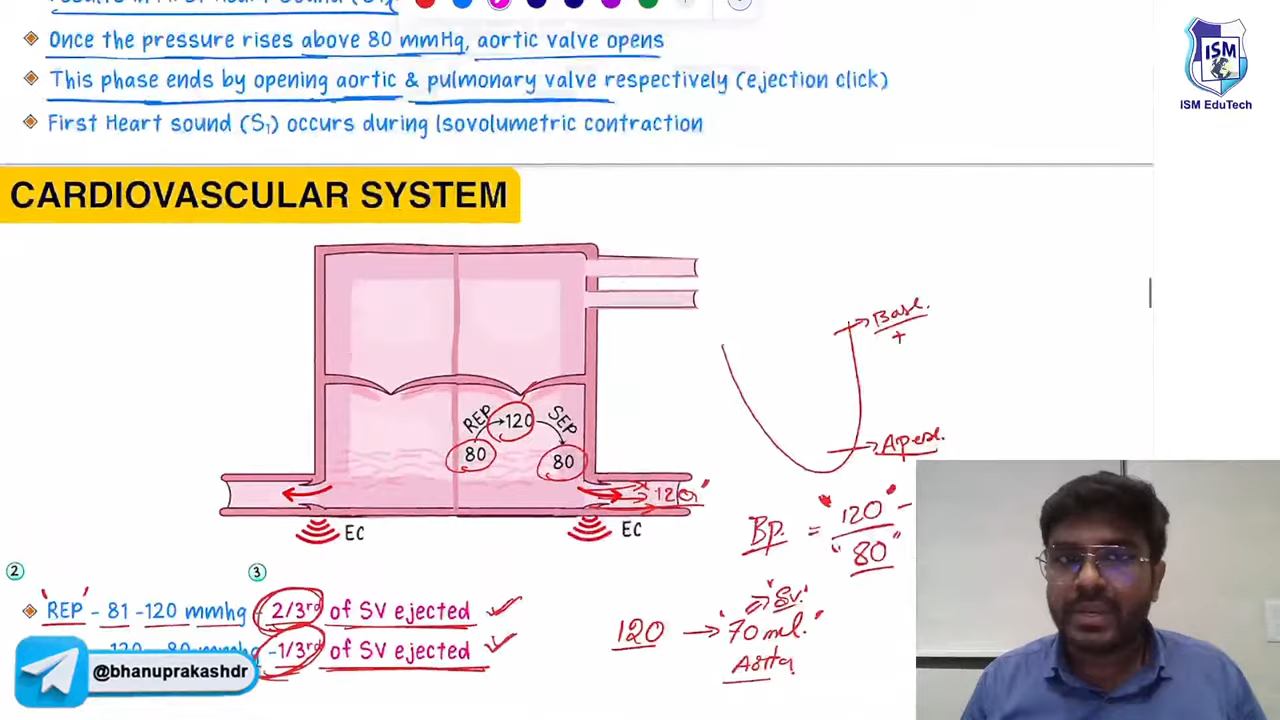 Once the pressure rises above 80 mmHg, aortic valve opens
This phase ends by opening aortic & pulmonary valve respectively (ejection click)
First Heart sound (S₁) occurs during Isovolumetric contraction
ISM
ISM EduTech
CARDIOVASCULAR SYSTEM
REP
120
SEP
80
80
120
EC
EC
Base.
+
Apex.
BP. = 120
80
SV.
120 → 70 ml.
②
③
REP - 81 -120 mmhg - 2/3rd of SV ejected
-1/3rd of SV ejected
@bhanuprakashdr